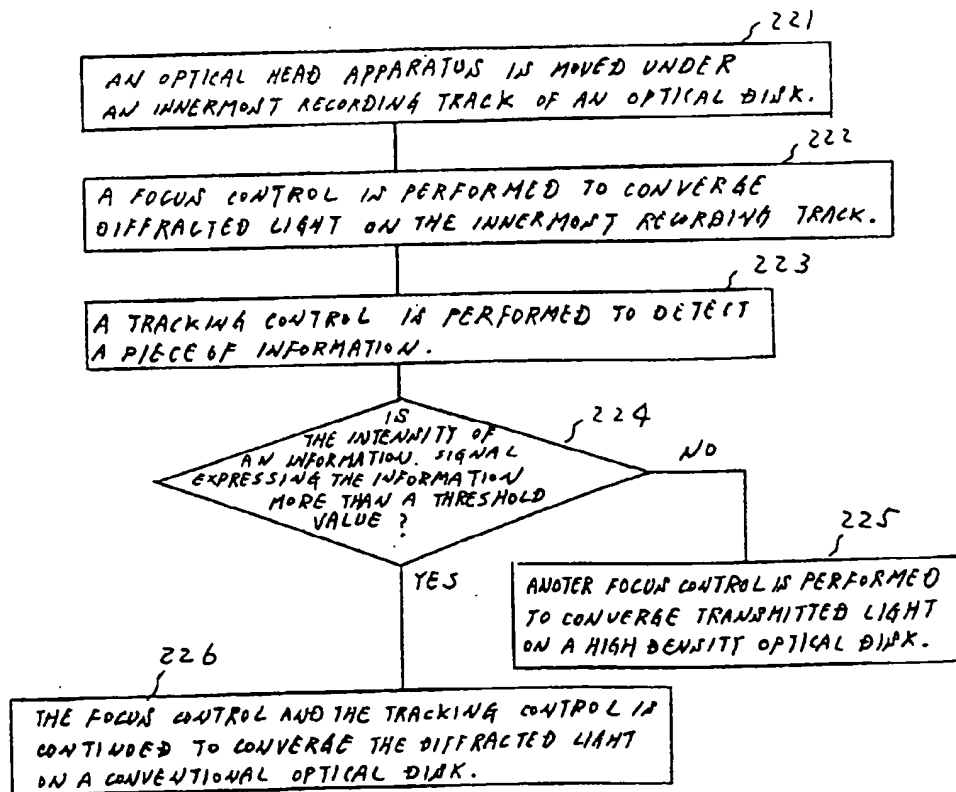 221
AN OPTICAL HEAD APPARATUS IS MOVED UNDER
AN INNERMOST RECORDING TRACK OF AN OPTICAL DISK.
222
A FOCUS CONTROL IS PERFORMED TO CONVERGE
DIFFRACTED LIGHT ON THE INNERMOST RECORDING TRACK.
223
A TRACKING CONTROL IS PERFORMED TO DETECT
A PIECE OF INFORMATION.
224
IS
THE INTENSITY OF
AN INFORMATION. SIGNAL
EXPRESSING THE INFORMATION
MORE THAN A THRESHOLD
VALUE ?
NO
YES
225
ANOTER FOCUS CONTROL IS PERFORMED
TO CONVERGE TRANSMITTED LIGHT
ON A HIGH DENSITY OPTICAL DISK.
226
THE FOCUS CONTROL AND THE TRACKING CONTROL IS
CONTINUED TO CONVERGE THE DIFFRACTED LIGHT
ON A CONVENTIONAL OPTICAL DISK.